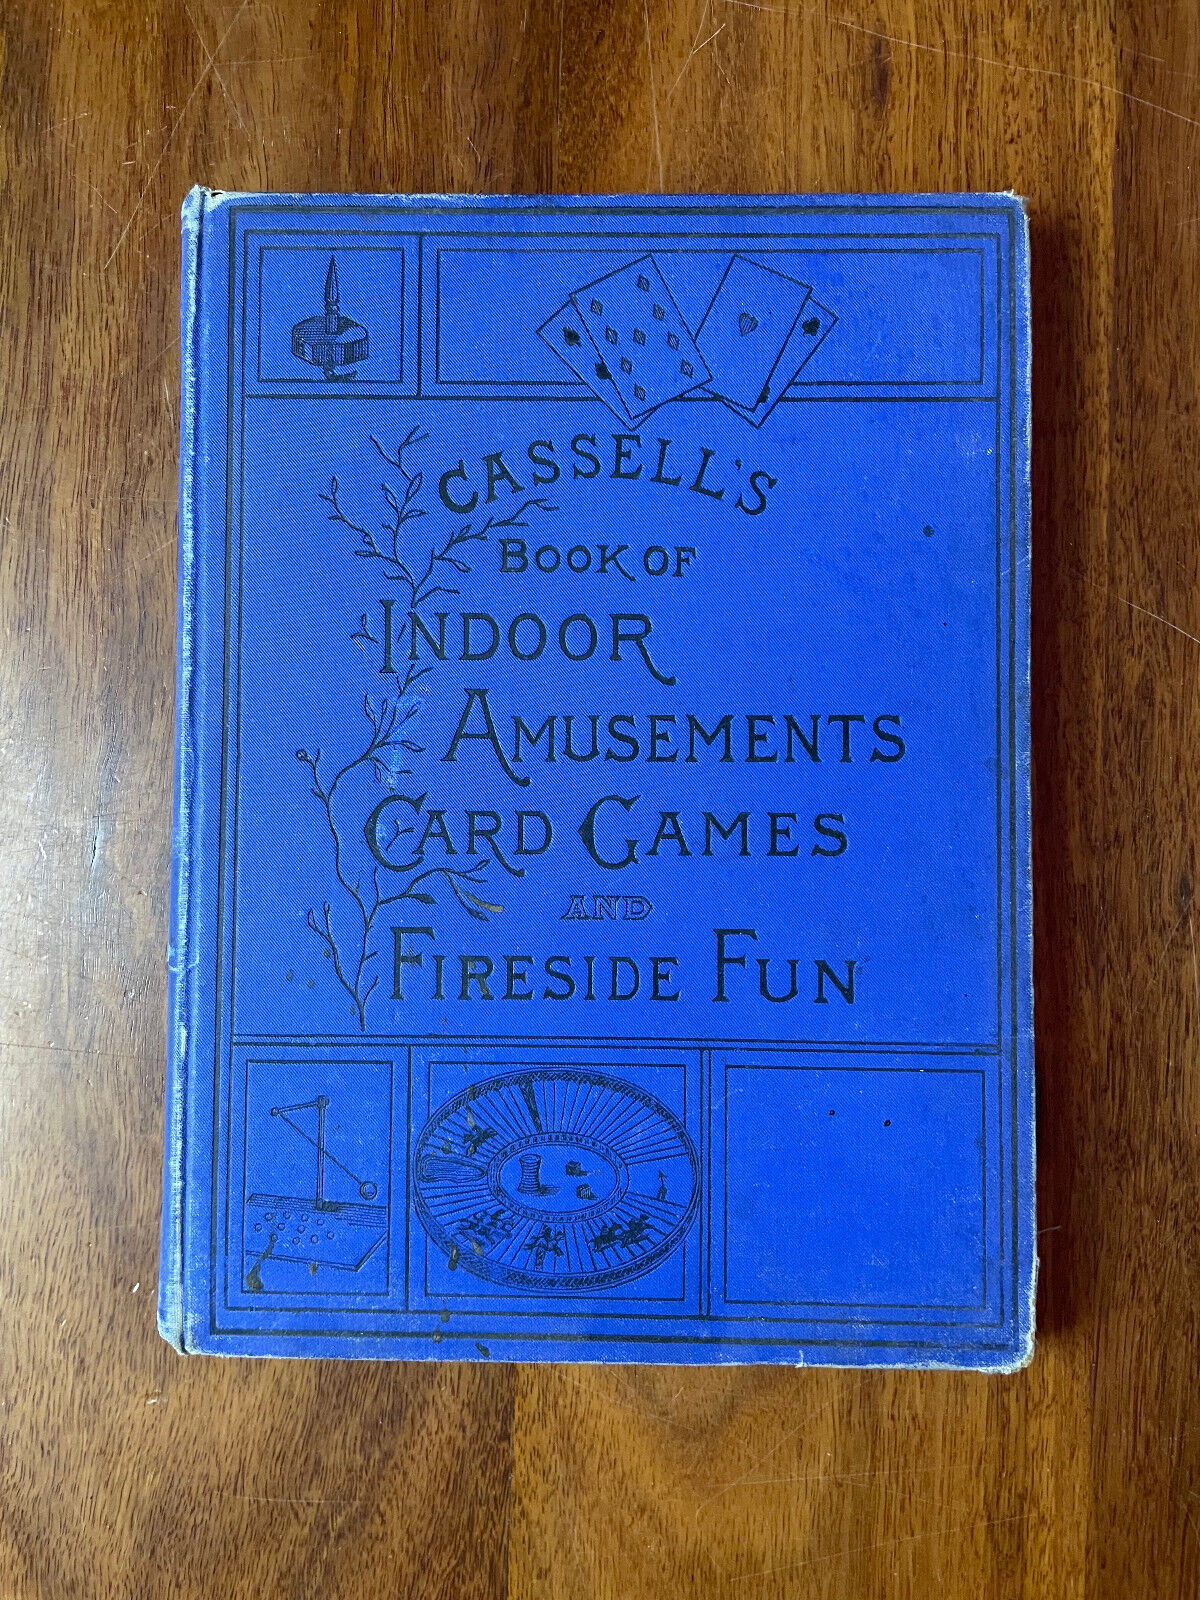 CASSELL'S
BOOK OF
INDOOR
AMUSEMENTS
CARD GAMES
AND
FIRESIDE FUN